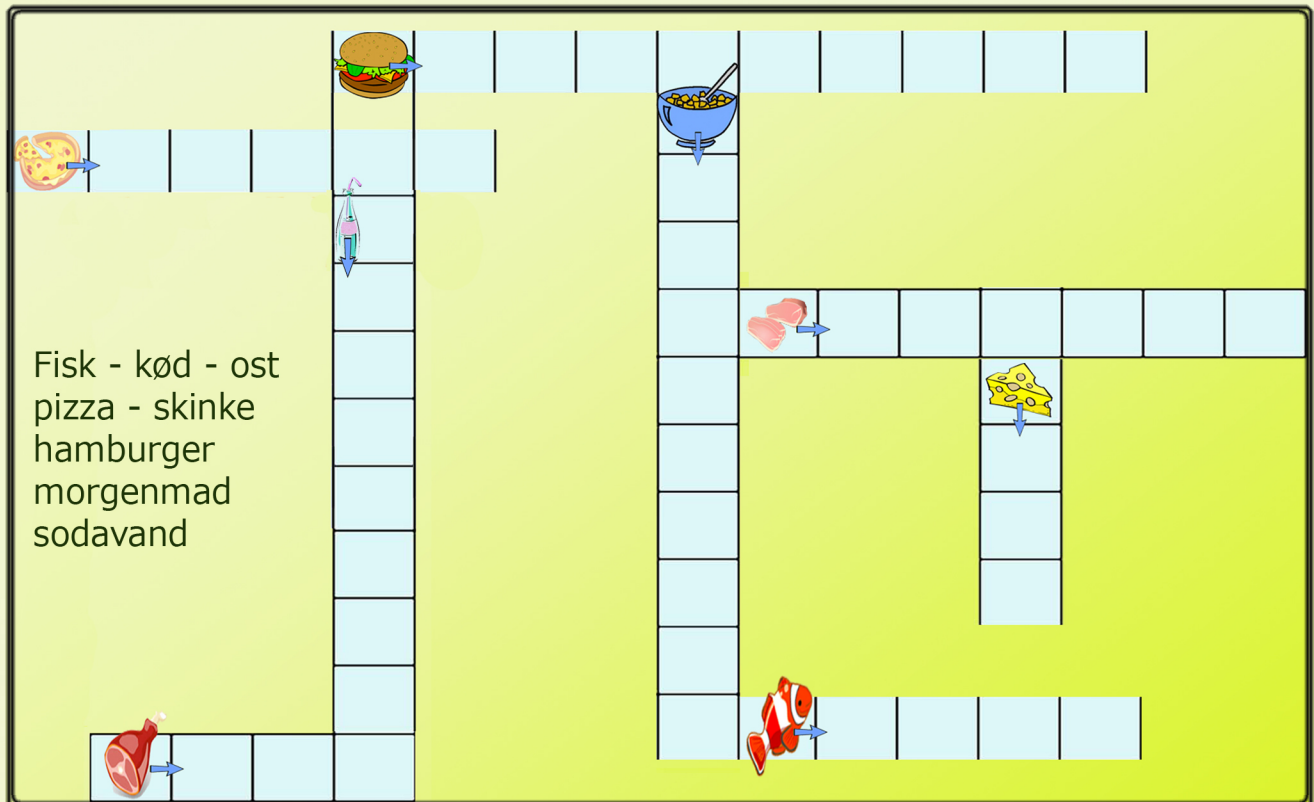 Fisk - kød - ost
pizza - skinke
hamburger
morgenmad
sodavand